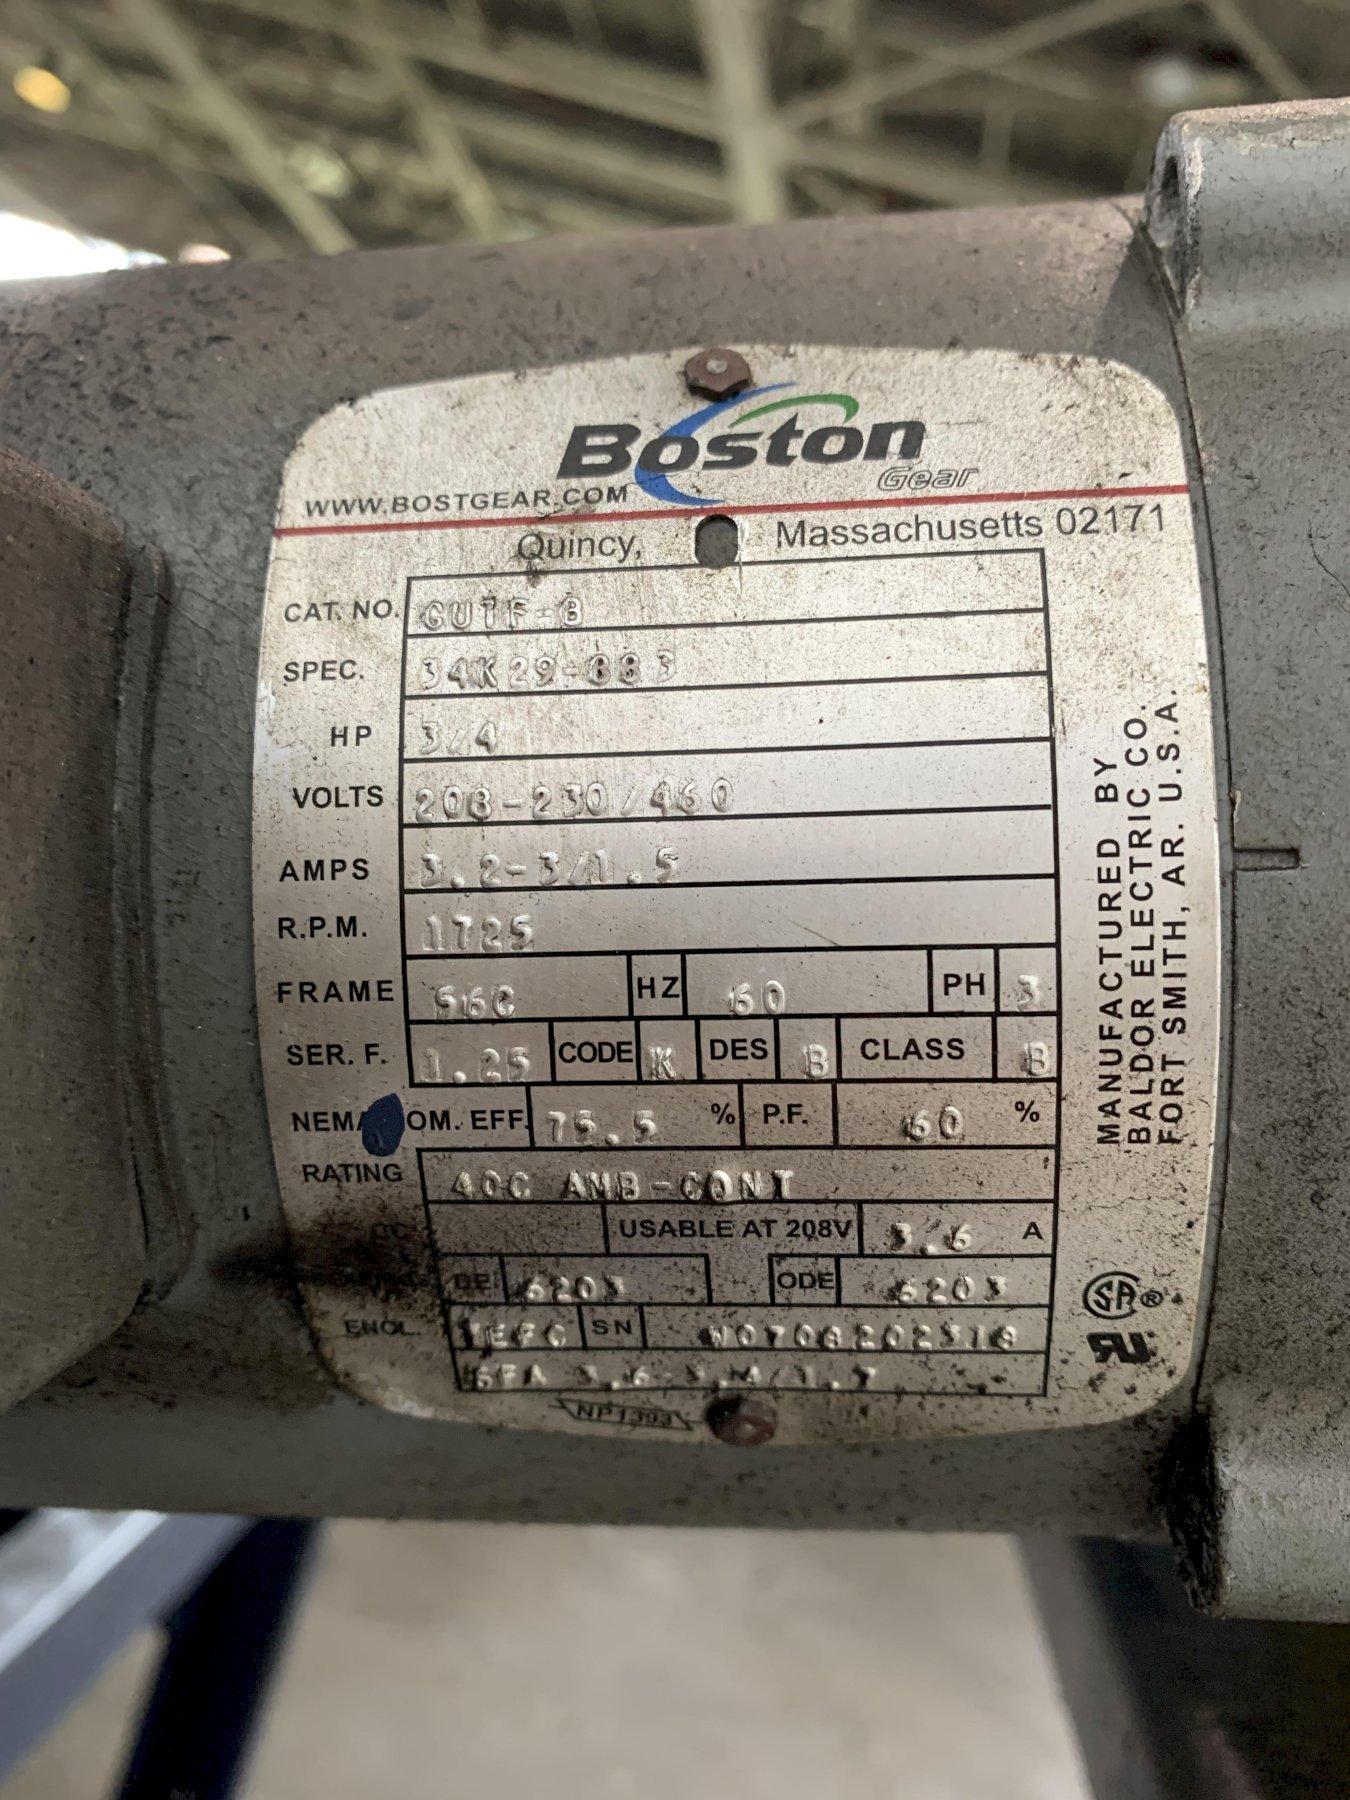 Boston
Gear
WWW.BOSTGEAR.COM
Quincy, Massachusetts 02171
CAT. NO. GUTF-B
SPEC. 34K29-883
HP 3/4
VOLTS 208-230/460
AMPS 3.2-3/1.5
R.P.M. 1725
FRAME 56C HZ 60 PH 3
SER. F. 1.25 CODE K DES B CLASS B
OM. EFF. 75.5 % P.F. 60 %
RATING 40C AMB-CONT
USABLE AT 208V 3.6 A
DE 6203 ODE 6203
ENCL. TEFC SN W0708202318
SFA 3.6-3.4/1.7
NP1393
MANUFACTURED BY
BALDOR ELECTRIC CO.
FORT SMITH, AR. U.S.A.
SA ®